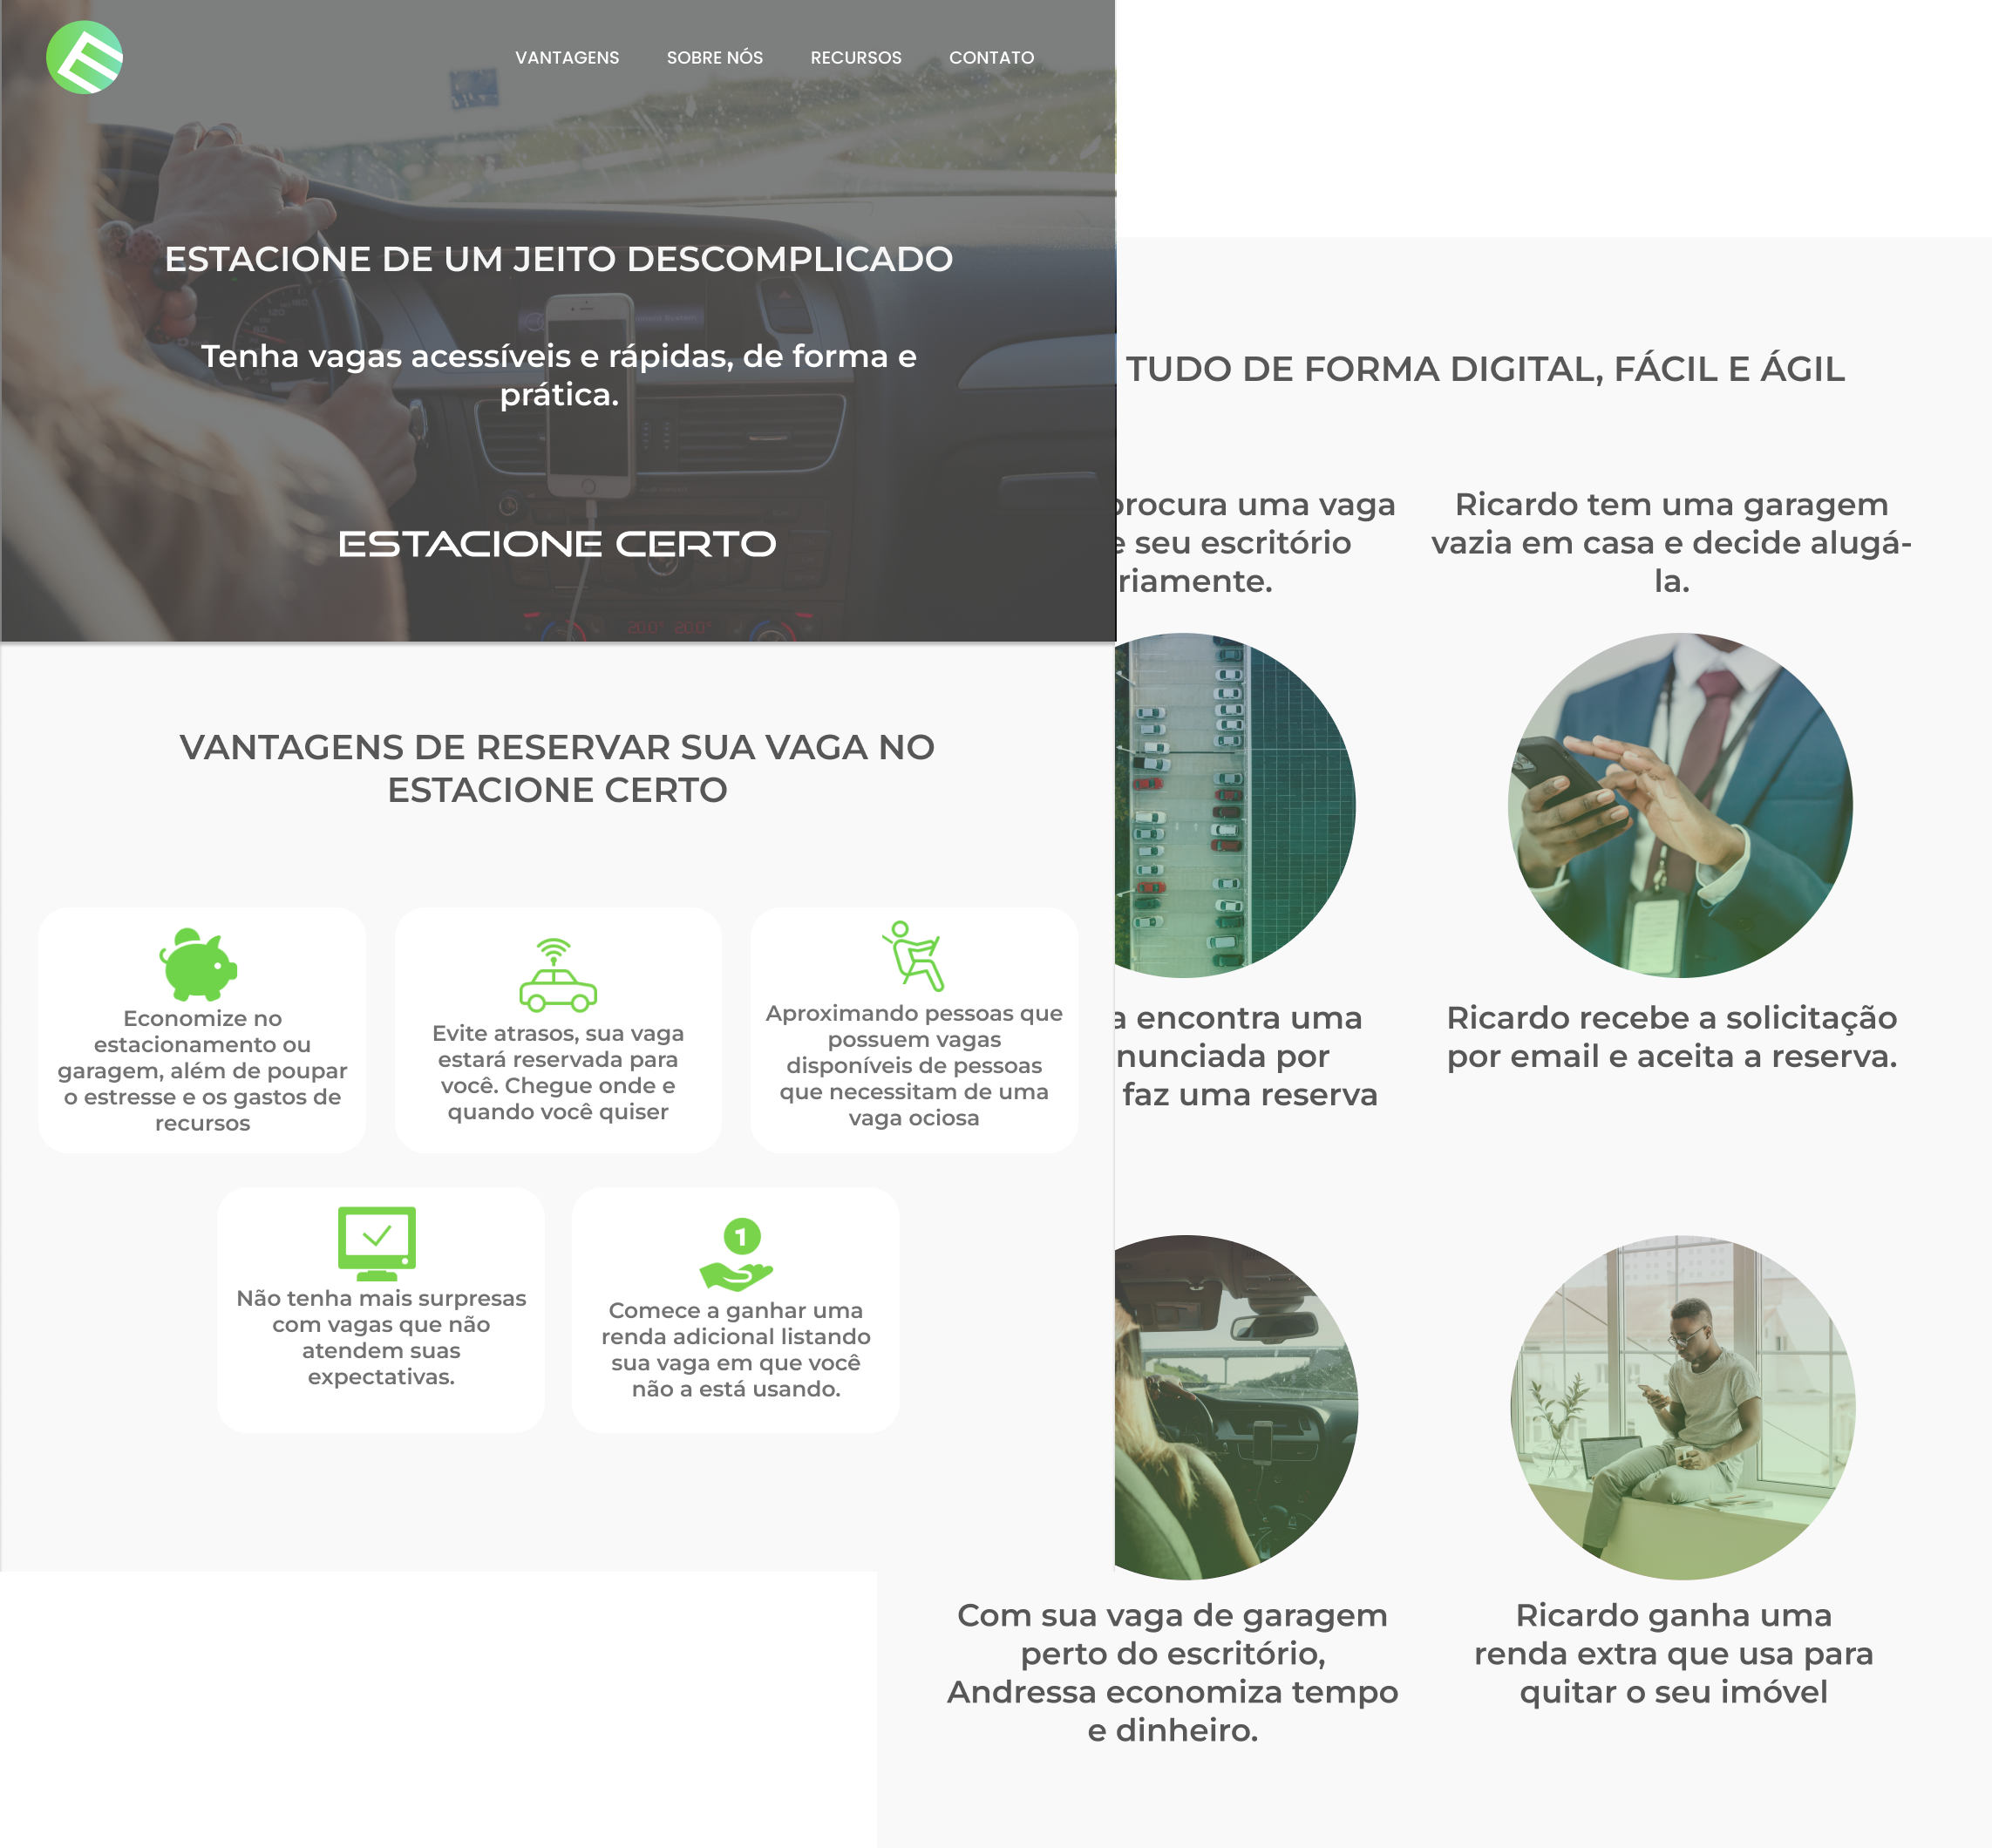 VANTAGENS SOBRE NÓS RECURSOS CONTATO
ESTACIONE DE UM JEITO DESCOMPLICADO
Tenha vagas acessíveis e rápidas, de forma e
prática.
ESTACIONE CERTO
VANTAGENS DE RESERVAR SUA VAGA NO
ESTACIONE CERTO
Economize no
estacionamento ou
garagem, além de poupar
o estresse e os gastos de
recursos
Evite atrasos, sua vaga
estará reservada para
você. Chegue onde e
quando você quiser
Aproximando pessoas que
possuem vagas
disponíveis de pessoas
que necessitam de uma
vaga ociosa
Não tenha mais surpresas
com vagas que não
atendem suas
expectativas.
1
Comece a ganhar uma
renda adicional listando
sua vaga em que você
não a está usando.
TUDO DE FORMA DIGITAL, FÁCIL E ÁGIL
procura uma vaga
e seu escritório
riamente.
Ricardo tem uma garagem
vazia em casa e decide alugá-
la.
a encontra uma
nunciada por
faz uma reserva
Ricardo recebe a solicitação
por email e aceita a reserva.
Com sua vaga de garagem
perto do escritório,
Andressa economiza tempo
e dinheiro.
Ricardo ganha uma
renda extra que usa para
quitar o seu imóvel